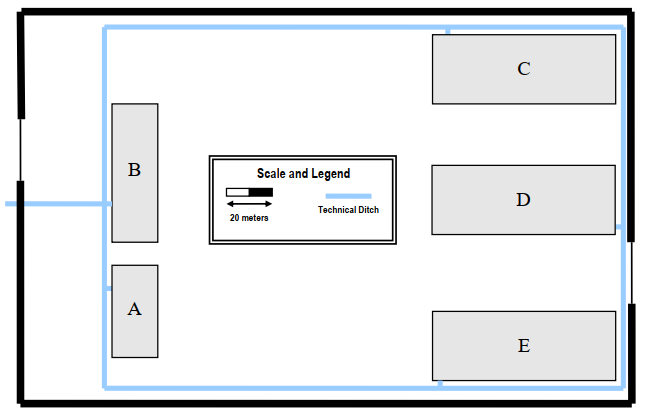 C
B
Scale and Legend
D
20 meters
Technical Ditch
A
E